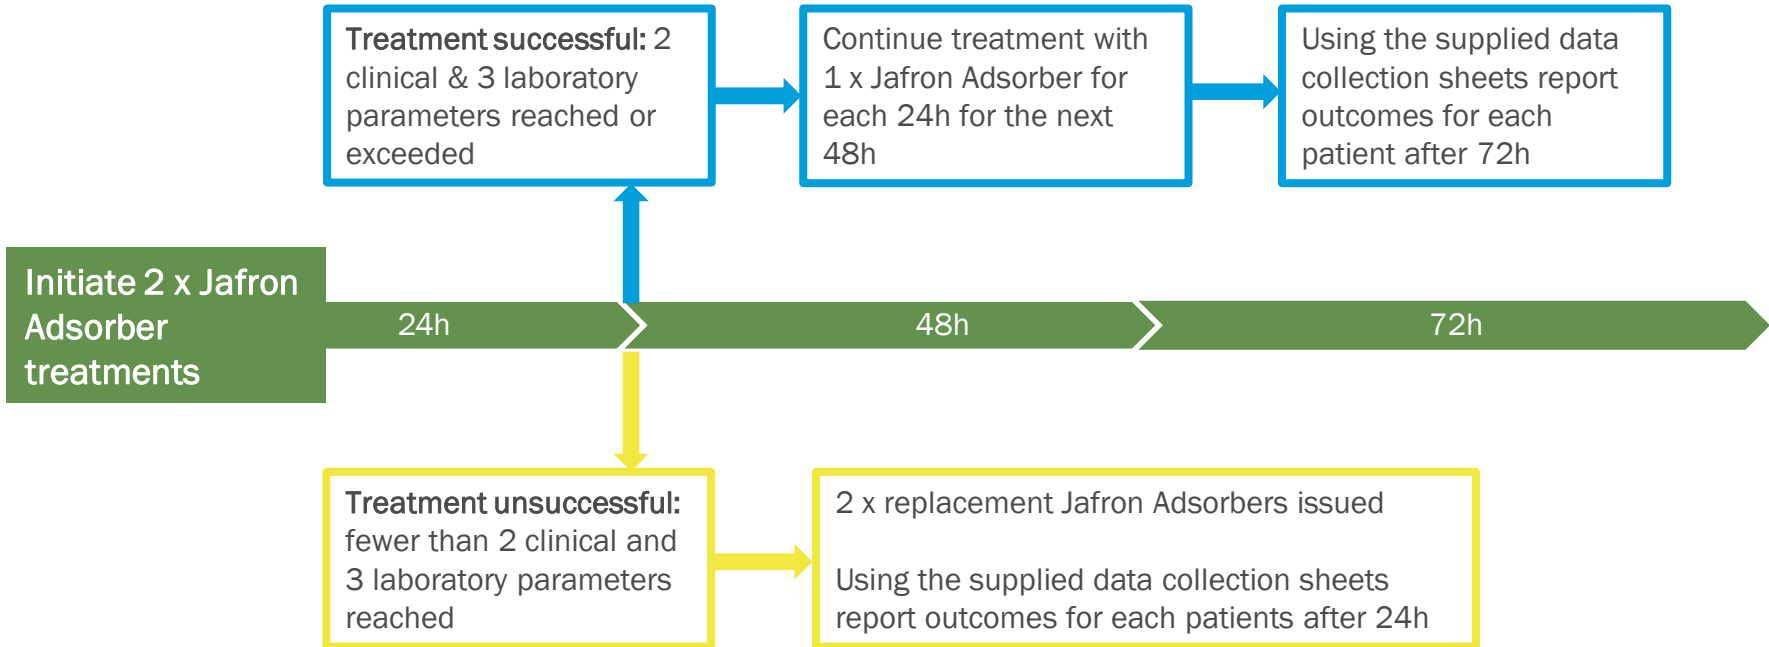 Treatment successful: 2
clinical & 3 laboratory
parameters reached or
exceeded
Continue treatment with
1 x Jafron Adsorber for
each 24h for the next
48h
Using the supplied data
collection sheets report
outcomes for each
patient after 72h
Initiate 2 x Jafron
Adsorber
treatments
24h
48h
72h
Treatment unsuccessful:
fewer than 2 clinical and
3 laboratory parameters
reached
2 x replacement Jafron Adsorbers issued
Using the supplied data collection sheets
report outcomes for each patients after 24h